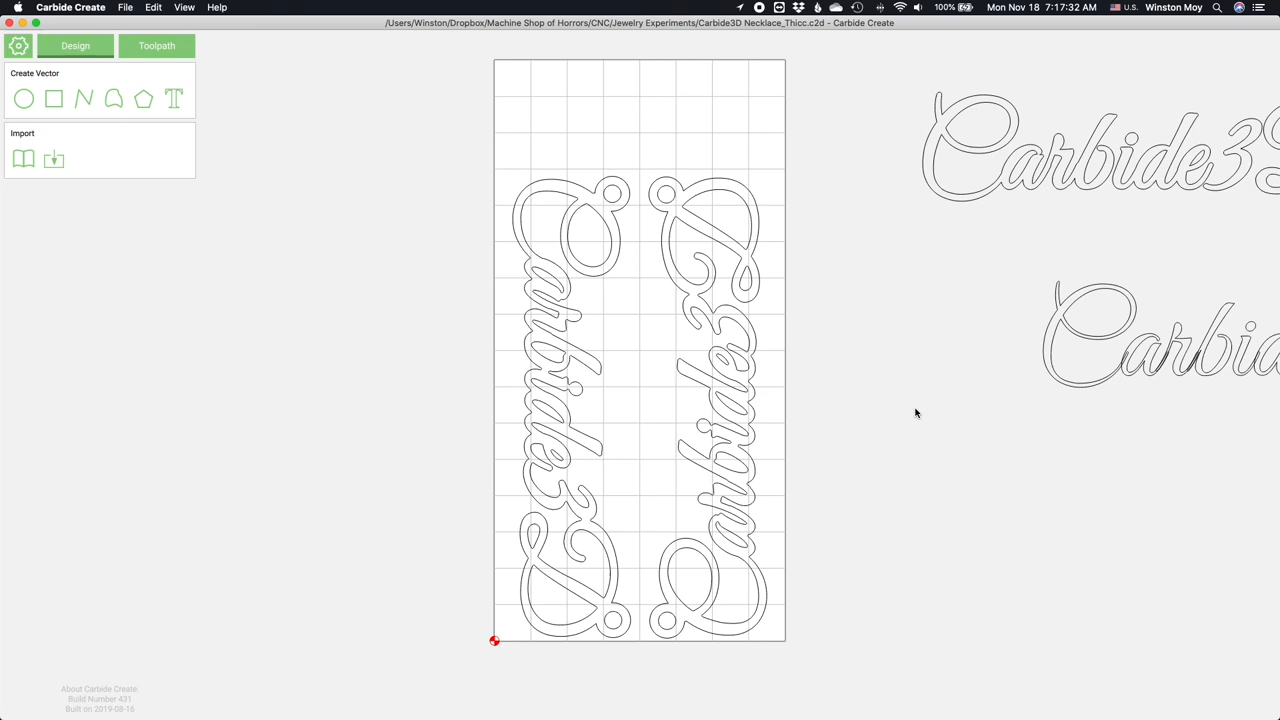 Carbide Create File Edit View Help 100% U.S. Mon Nov 18 7:17:32 AM Winston Moy
/Users/Winston/Dropbox/Machine Shop of Horrors/CNC/Jewelry Experiments/Carbide3D Necklace_Thicc.c2d - Carbide Create
Design Toolpath
Create Vector
Import
Carbide3D
Carbide3D
Carbide3
Carbid
About Carbide Create
Build Number 431
Built on 2019-08-16